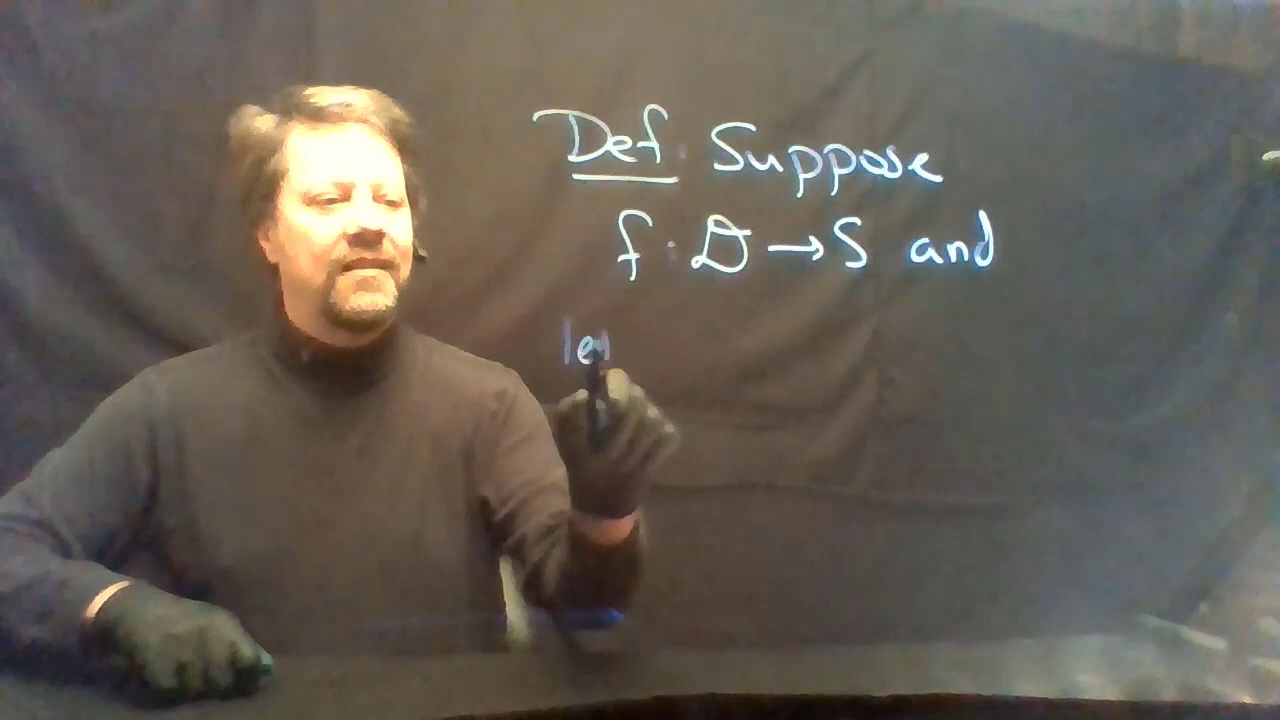 Def: Suppose
f: D → S and
let